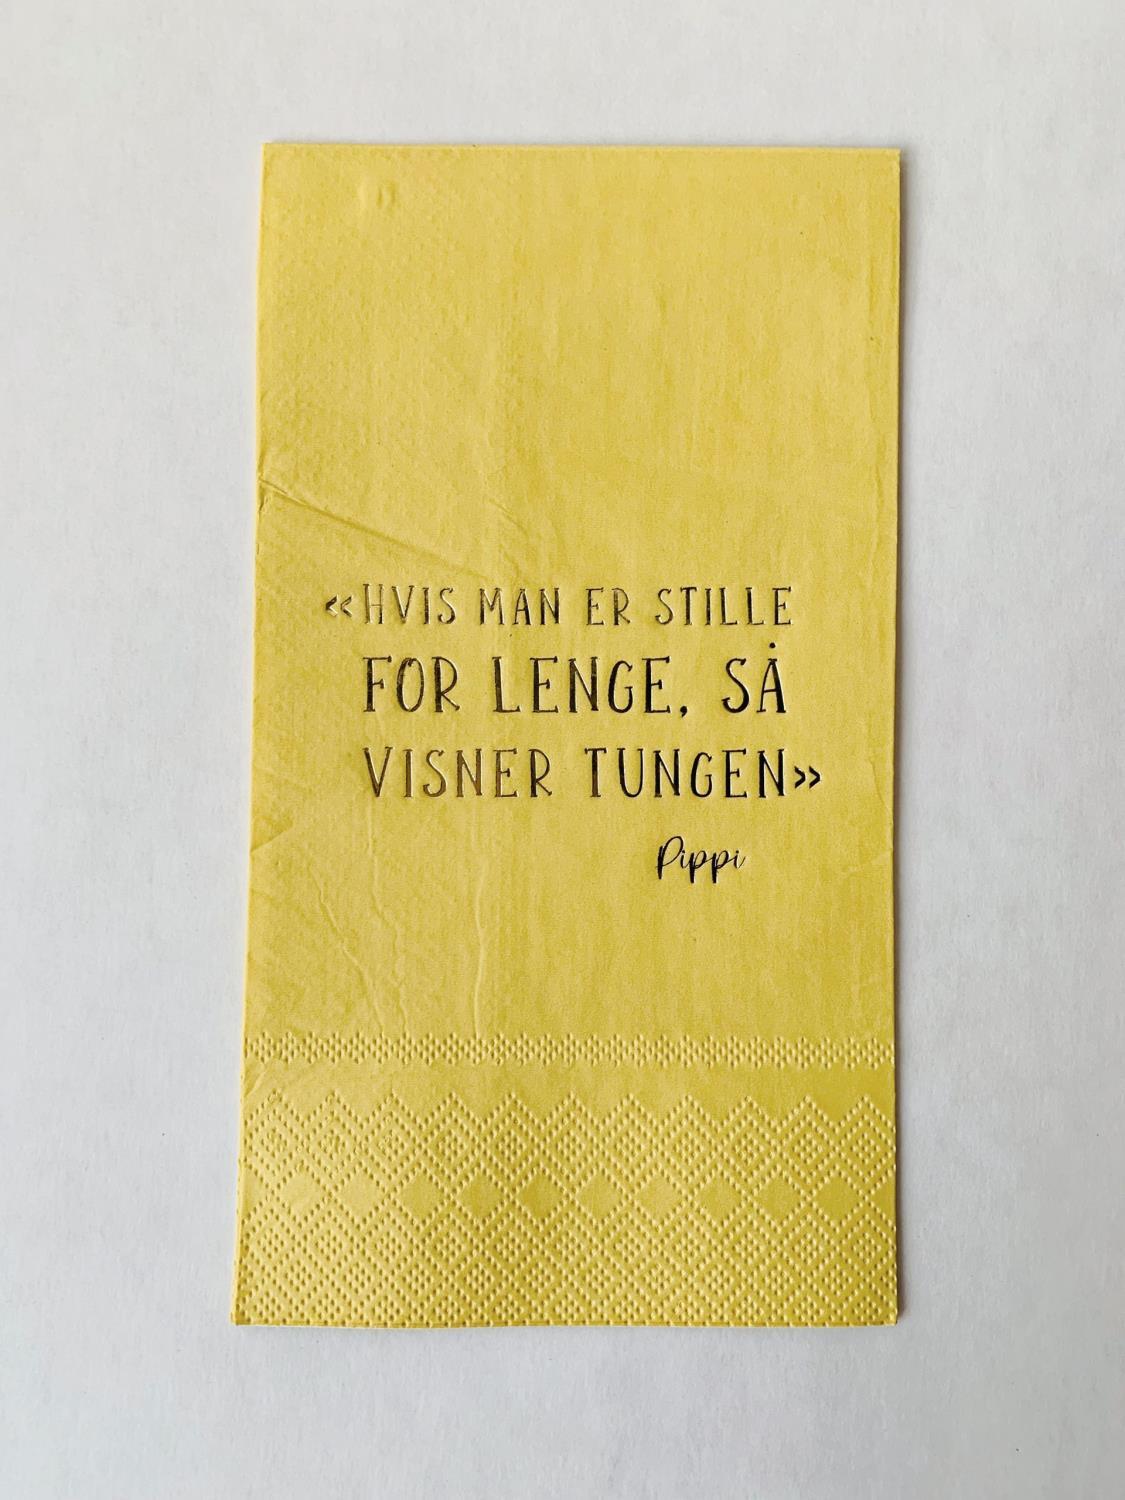 «HVIS MAN ER STILLE
FOR LENGE, SÅ
VISNER TUNGEN»
Pippi